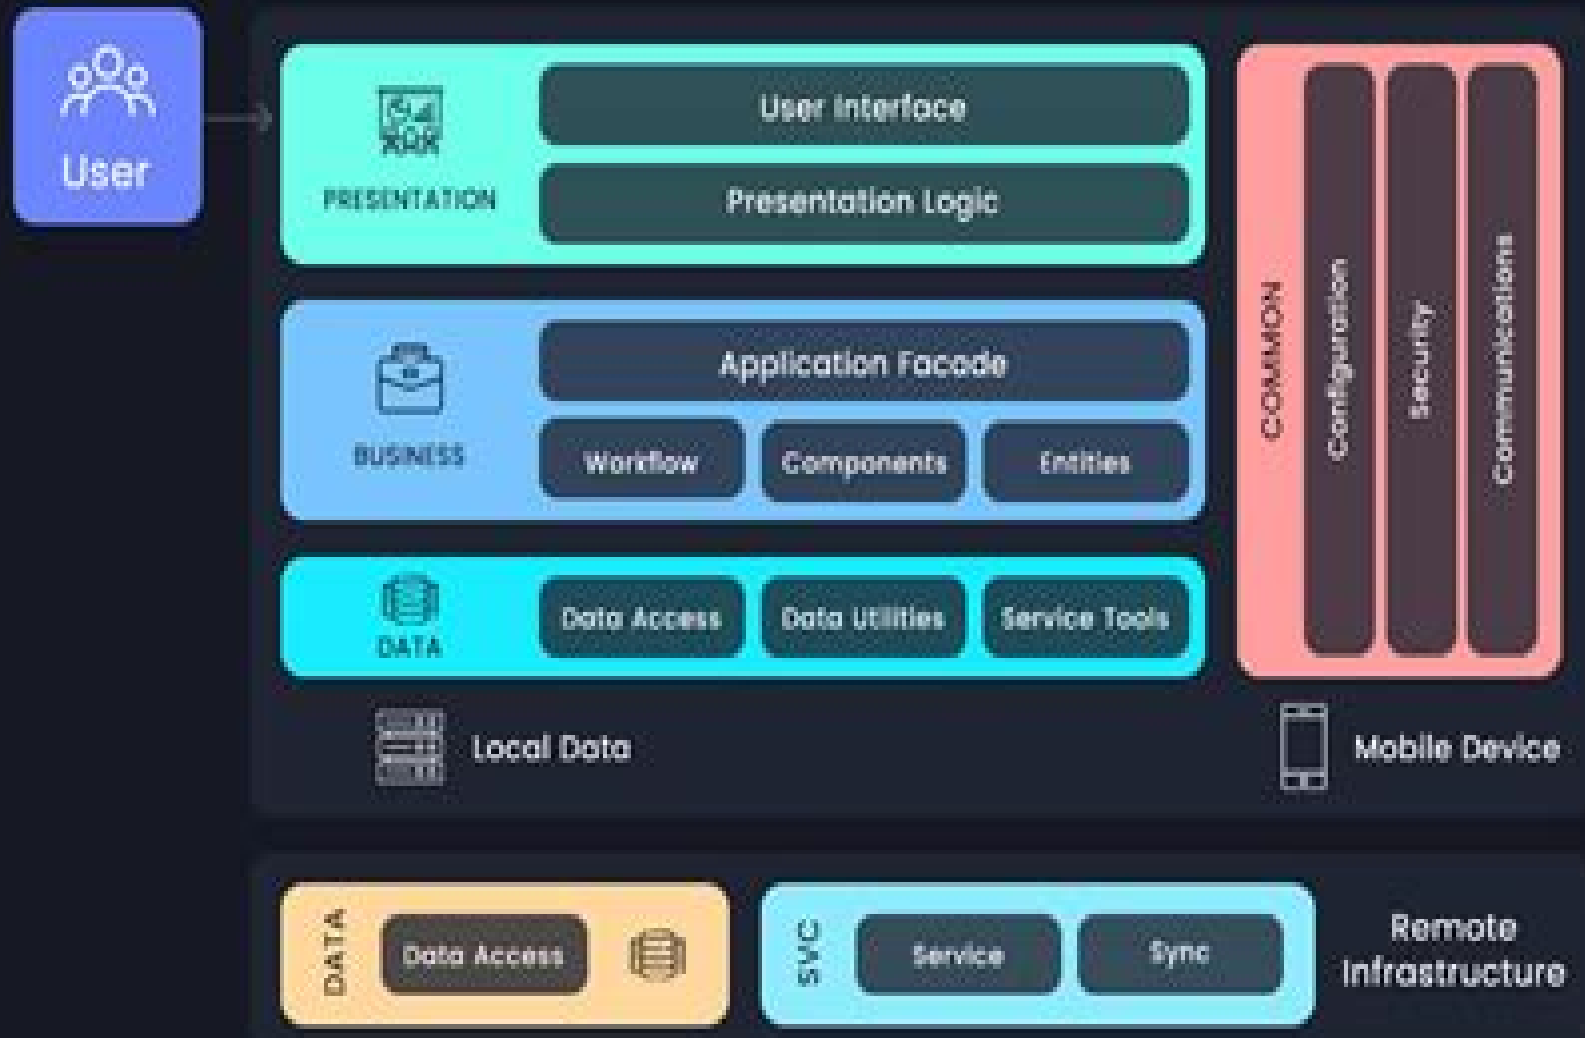 User
PRESENTATION
User Interface
Presentation Logic
BUSINESS
Application Facade
Workflow
Components
Entities
DATA
Data Access
Data Utilities
Service Tools
COMMON
Configuration
Security
Communications
Local Data
Mobile Device
DATA
Data Access
SVC
Service
Sync
Remote
Infrastructure